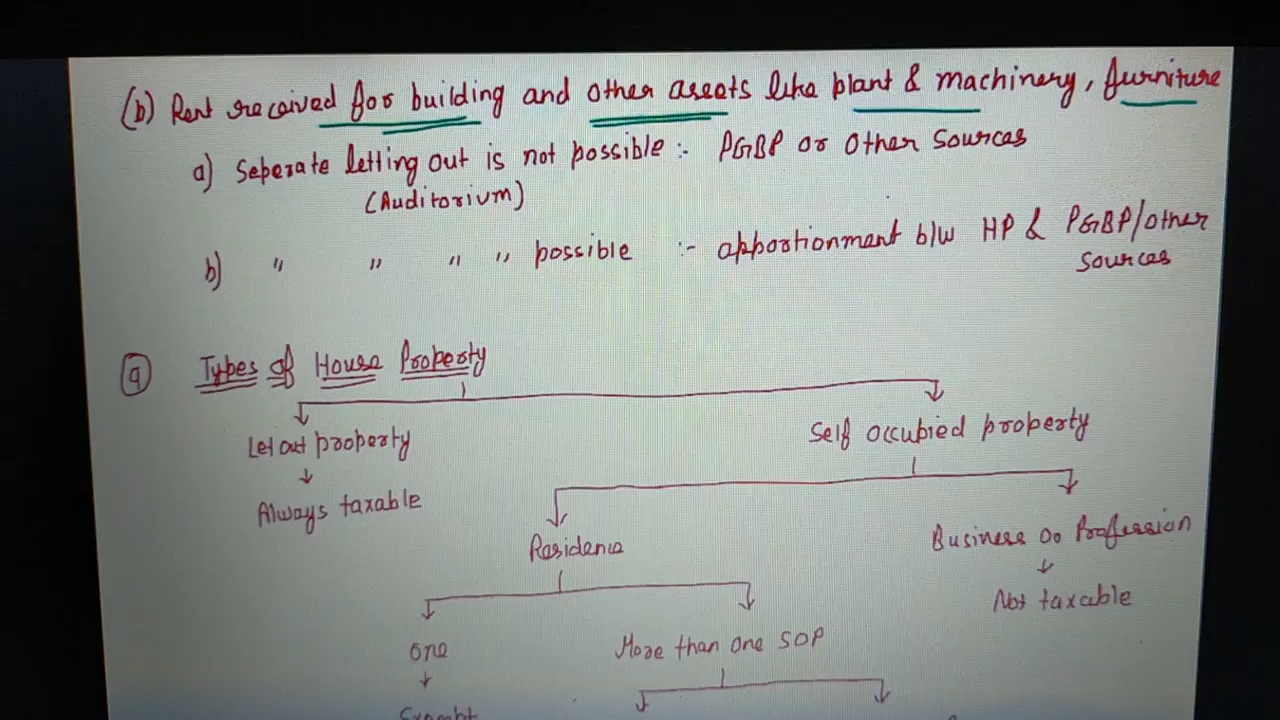 (b) Rent received for building and other assets like plant & machinery, furniture
a) Seperate letting out is not possible :- PGBP or Other Sources
(Auditorium)
b) " " " " possible :- apportionment b/w HP & PGBP/other
Sources
9 Types of House Property
Let out property
Self occupied property
Always taxable
Residence
Business or Profession
Not taxable
One
More than one SOP
Exempt